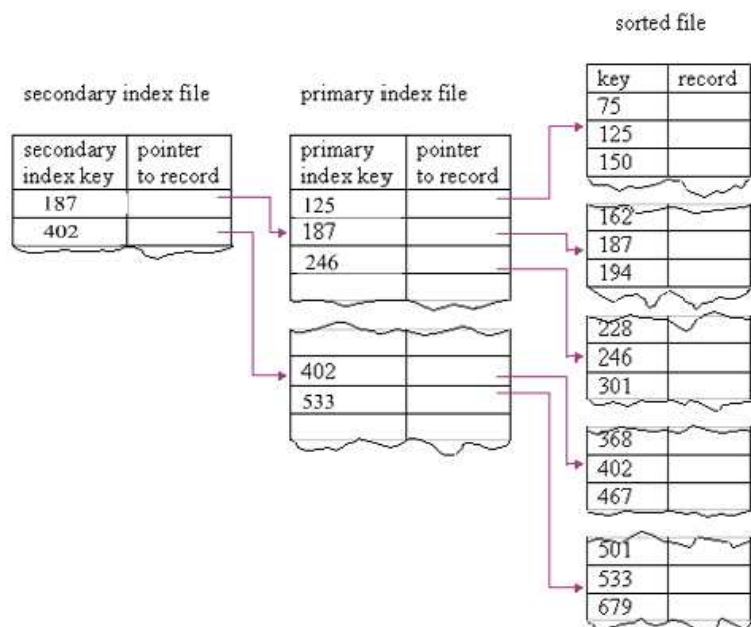 sorted file
secondary index file
primary index file
key record
75
125
150
162
187
194
228
246
301
368
402
467
501
533
679
secondary index key
pointer to record
187
402
primary index key
pointer to record
125
187
246
402
533